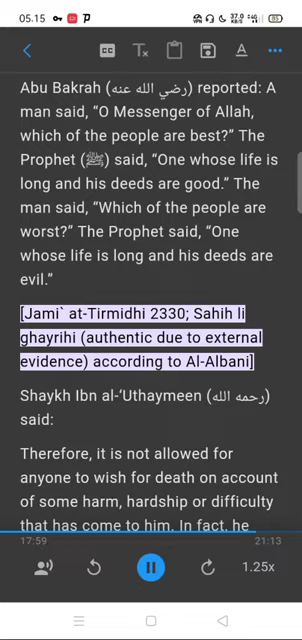 05.15
37.0
KB/s
Abu Bakrah (رضي الله عنه) reported: A
man said, “O Messenger of Allah,
which of the people are best?” The
Prophet (ﷺ) said, “One whose life is
long and his deeds are good.” The
man said, “Which of the people are
worst?” The Prophet said, “One
whose life is long and his deeds are
evil.”
[Jami` at-Tirmidhi 2330; Sahih li
ghayrihi (authentic due to external
evidence) according to Al-Albani]
Shaykh Ibn al-‘Uthaymeen (رحمه الله)
said:
Therefore, it is not allowed for
anyone to wish for death on account
of some harm, hardship or difficulty
that has come to him. In fact, he
17:59
21:13
1.25x